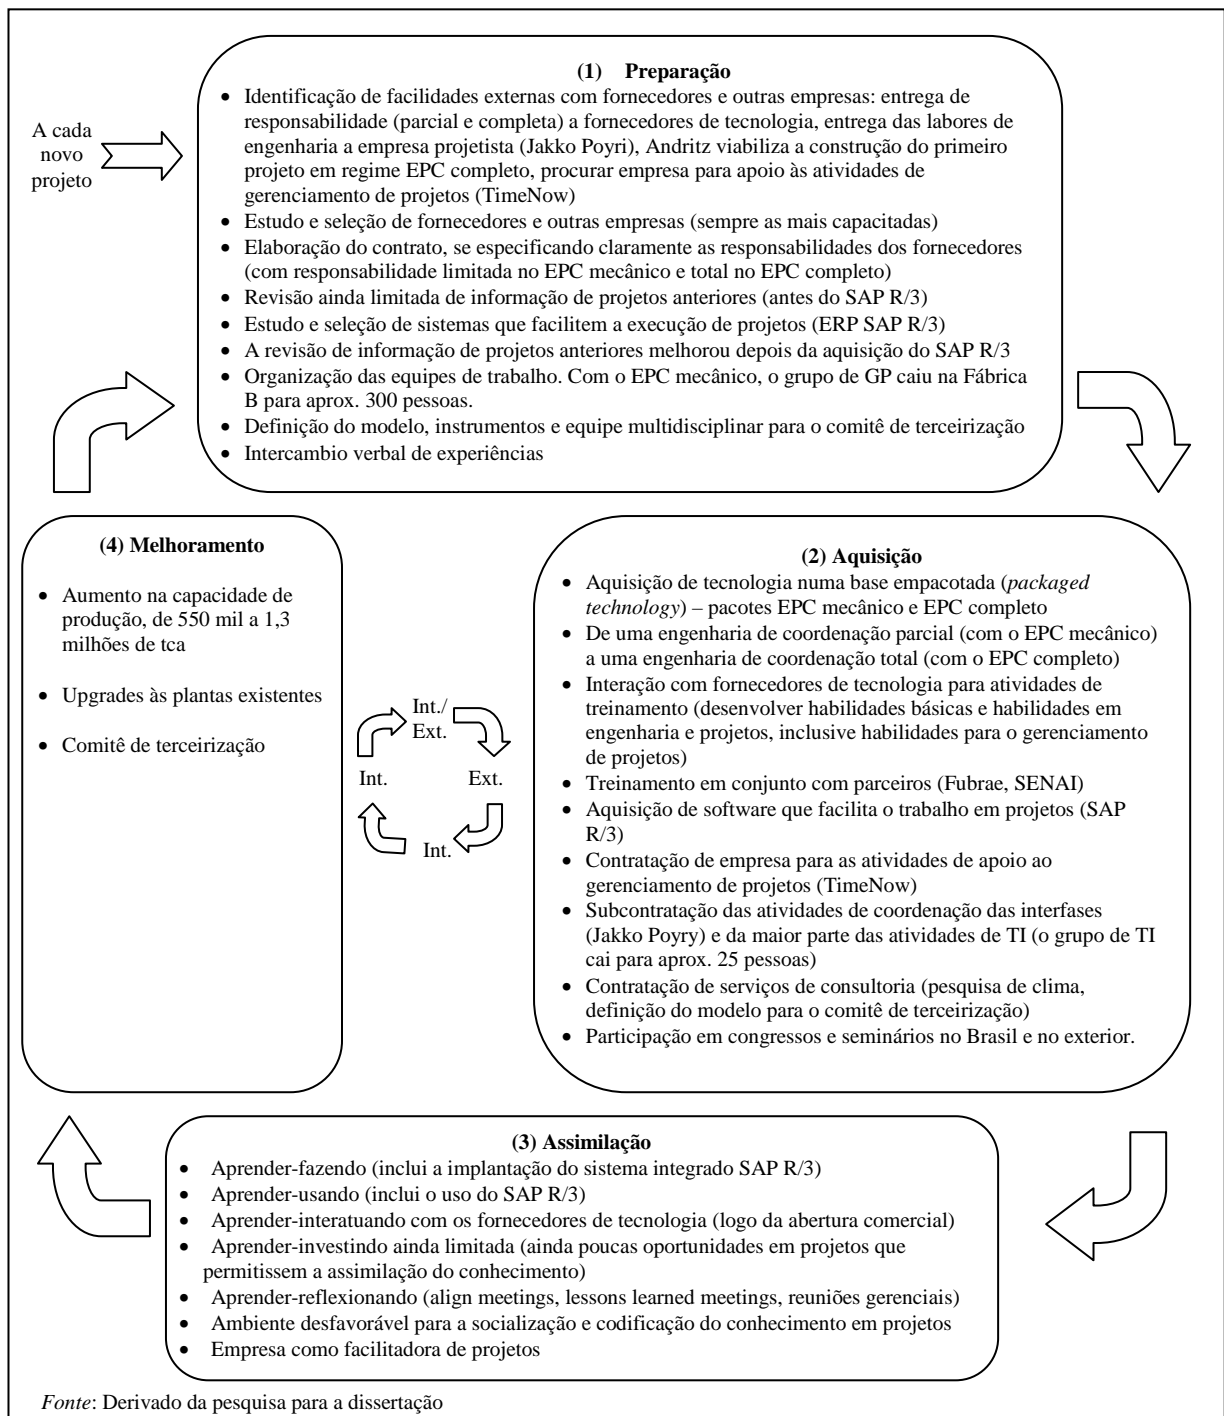 (1) Preparação
• Identificação de facilidades externas com fornecedores e outras empresas: entrega de
responsabilidade (parcial e completa) a fornecedores de tecnologia, entrega das labores de
engenharia a empresa projetista (Jakko Poyri), Andritz viabiliza a construção do primeiro
projeto em regime EPC completo, procurar empresa para apoio às atividades de
gerenciamento de projetos (TimeNow)
• Estudo e seleção de fornecedores e outras empresas (sempre as mais capacitadas)
• Elaboração do contrato, se especificando claramente as responsabilidades dos fornecedores
(com responsabilidade limitada no EPC mecânico e total no EPC completo)
• Revisão ainda limitada de informação de projetos anteriores (antes do SAP R/3)
• Estudo e seleção de sistemas que facilitem a execução de projetos (ERP SAP R/3)
• A revisão de informação de projetos anteriores melhorou depois da aquisição do SAP R/3
• Organização das equipes de trabalho. Com o EPC mecânico, o grupo de GP caiu na Fábrica
B para aprox. 300 pessoas.
• Definição do modelo, instrumentos e equipe multidisciplinar para o comitê de terceirização
• Intercambio verbal de experiências
A cada
novo
projeto
(4) Melhoramento
• Aumento na capacidade de
produção, de 550 mil a 1,3
milhões de tca
• Upgrades às plantas existentes
• Comitê de terceirização
Int./
Ext.
Int.
Ext.
Int.
(2) Aquisição
• Aquisição de tecnologia numa base empacotada (packaged
technology) – pacotes EPC mecânico e EPC completo
• De uma engenharia de coordenação parcial (com o EPC mecânico)
a uma engenharia de coordenação total (com o EPC completo)
• Interação com fornecedores de tecnologia para atividades de
treinamento (desenvolver habilidades básicas e habilidades em
engenharia e projetos, inclusive habilidades para o gerenciamento
de projetos)
• Treinamento em conjunto com parceiros (Fubrae, SENAI)
• Aquisição de software que facilita o trabalho em projetos (SAP
R/3)
• Contratação de empresa para as atividades de apoio ao
gerenciamento de projetos (TimeNow)
• Subcontratação das atividades de coordenação das interfases
(Jakko Poyry) e da maior parte das atividades de TI (o grupo de TI
cai para aprox. 25 pessoas)
• Contratação de serviços de consultoria (pesquisa de clima,
definição do modelo para o comitê de terceirização)
• Participação em congressos e seminários no Brasil e no exterior.
(3) Assimilação
• Aprender-fazendo (inclui a implantação do sistema integrado SAP R/3)
• Aprender-usando (inclui o uso do SAP R/3)
• Aprender-interatuando com os fornecedores de tecnologia (logo da abertura comercial)
• Aprender-investindo ainda limitada (ainda poucas oportunidades em projetos que
permitissem a assimilação do conhecimento)
• Aprender-reflexionando (align meetings, lessons learned meetings, reuniões gerenciais)
• Ambiente desfavorável para a socialização e codificação do conhecimento em projetos
• Empresa como facilitadora de projetos
Fonte: Derivado da pesquisa para a dissertação